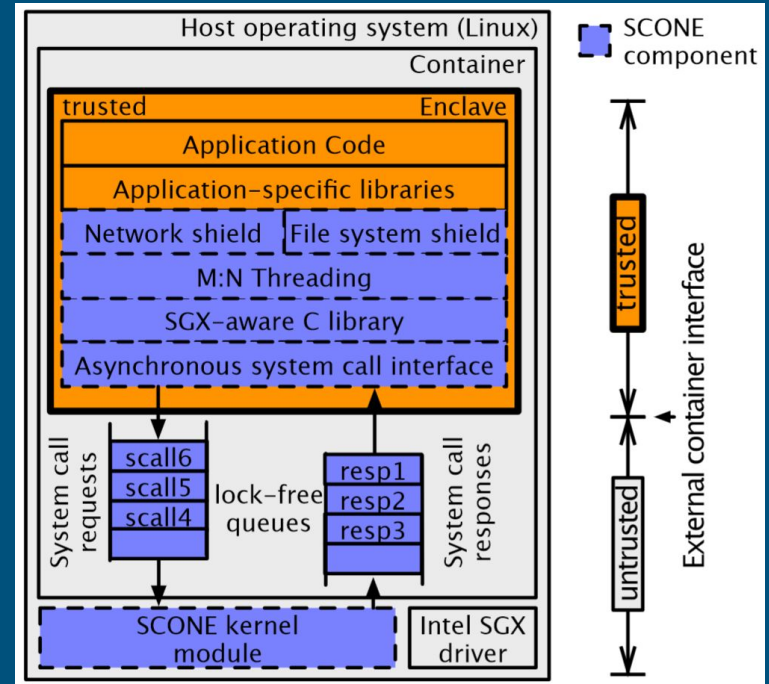 Host operating system (Linux)
SCONE
component
Container
trusted Enclave
Application Code
Application-specific libraries
Network shield File system shield
M:N Threading
SGX-aware C library
Asynchronous system call interface
System call
requests
scall6
scall5
scall4
lock-free
queues
resp1
resp2
resp3
System call
responses
SCONE kernel
module
Intel SGX
driver
trusted
untrusted
External container interface